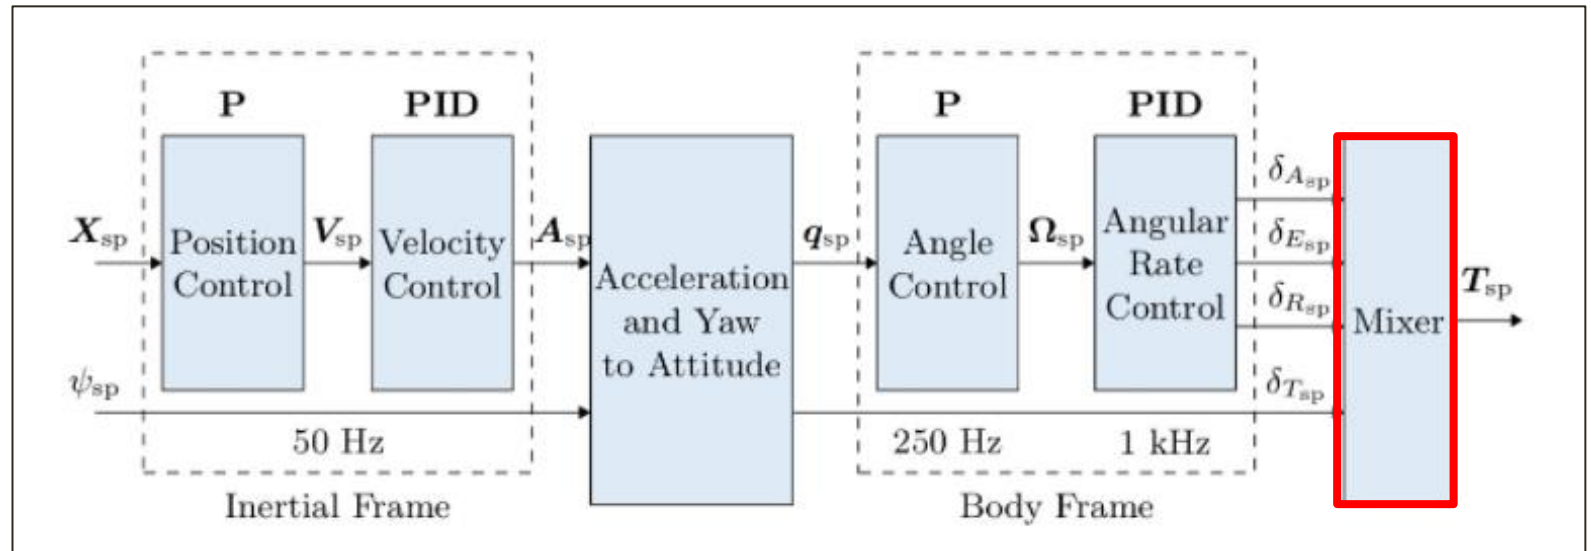 P
PID
P
PID
X_sp
Position
Control
V_sp
Velocity
Control
A_sp
Acceleration
and Yaw
to Attitude
q_sp
Angle
Control
Ω_sp
Angular
Rate
Control
δ_A_sp
δ_E_sp
δ_R_sp
δ_T_sp
Mixer
T_sp
ψ_sp
50 Hz
250 Hz
1 kHz
Inertial Frame
Body Frame